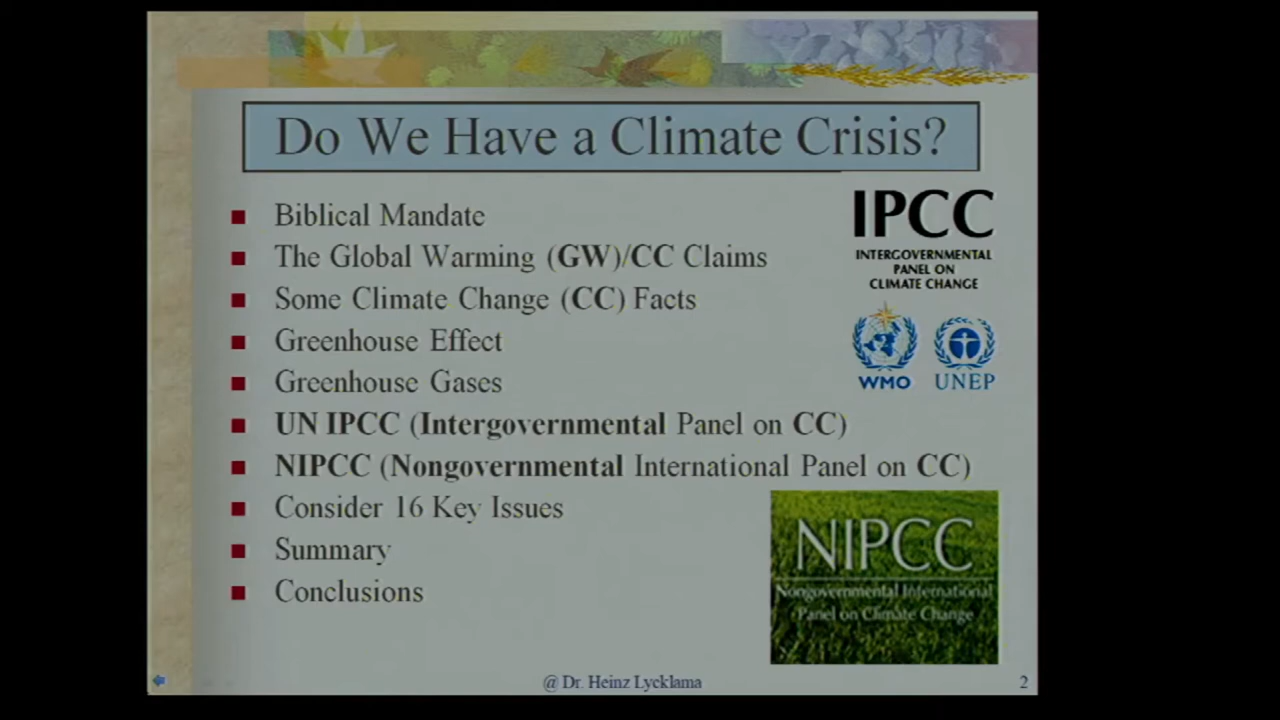 Do We Have a Climate Crisis?
Biblical Mandate
The Global Warming (GW)/CC Claims
Some Climate Change (CC) Facts
Greenhouse Effect
Greenhouse Gases
UN IPCC (Intergovernmental Panel on CC)
NIPCC (Nongovernmental International Panel on CC)
Consider 16 Key Issues
Summary
Conclusions
IPCC
INTERGOVERNMENTAL
PANEL ON
CLIMATE CHANGE
WMO
UNEP
NIPCC
Nongovernmental International
Panel on Climate Change
@ Dr. Heinz Lycklama
2